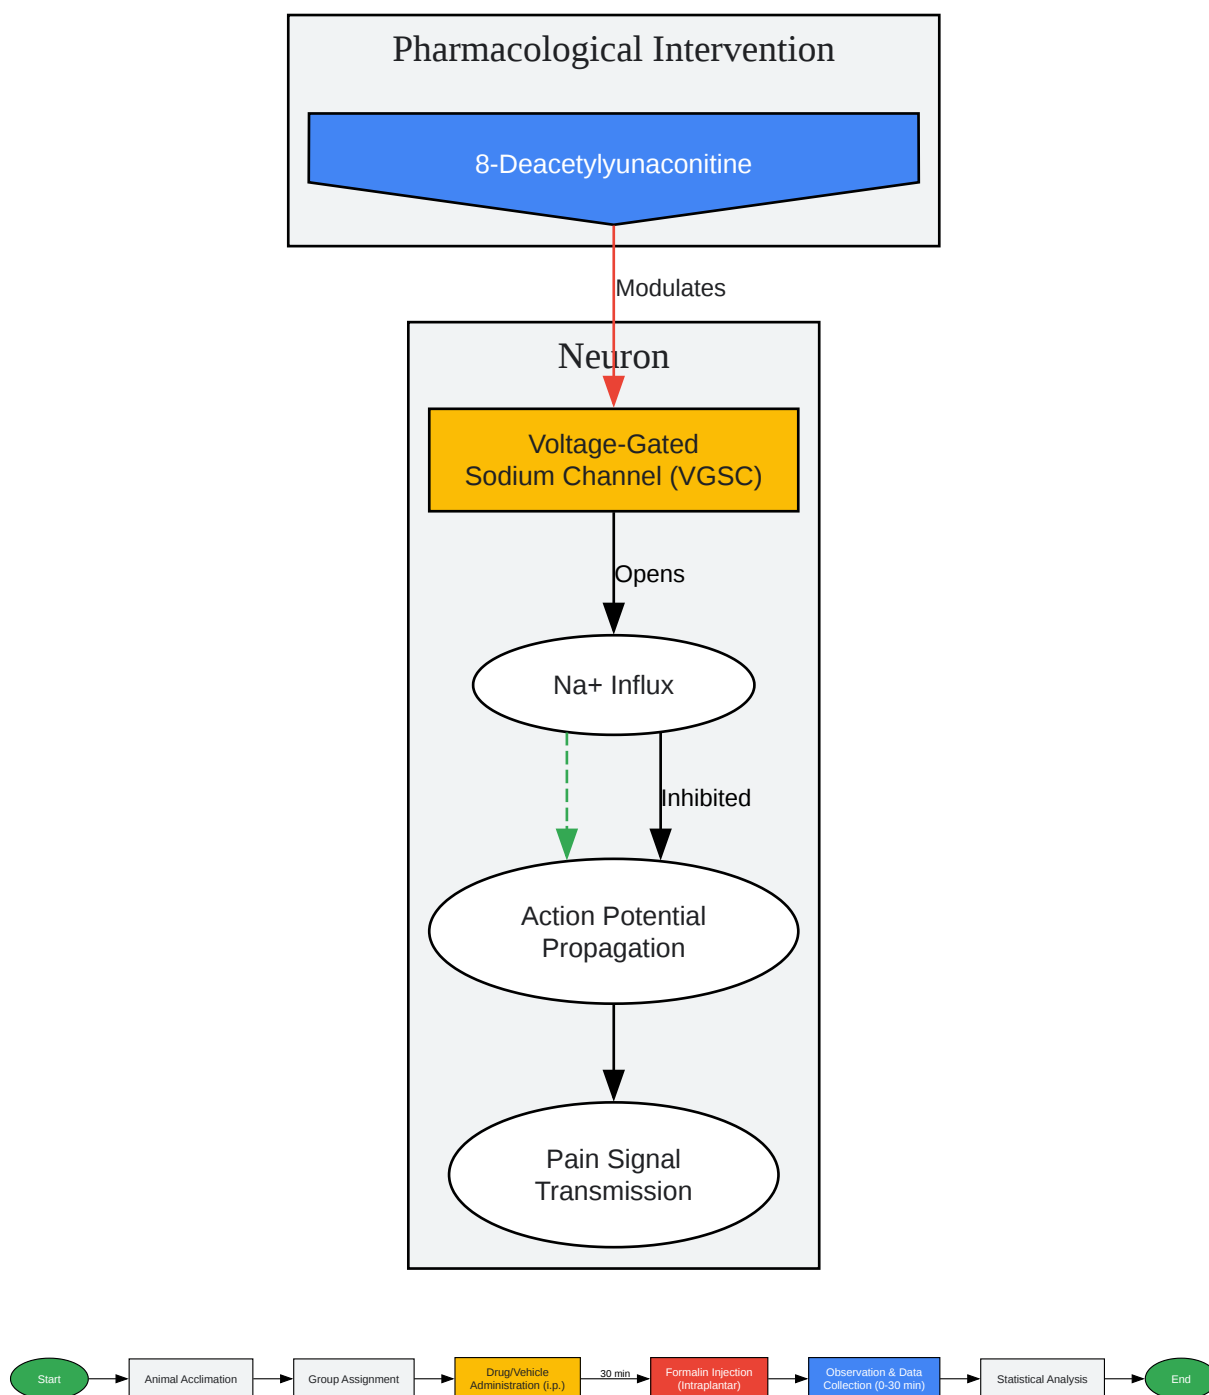 Pharmacological Intervention
8-Deacetylyunaconitine
Modulates
Neuron
Voltage-Gated
Sodium Channel (VGSC)
Opens
Na+ Influx
Inhibited
Action Potential
Propagation
Pain Signal
Transmission
Start
Animal Acclimation
Group Assignment
Drug/Vehicle
Administration (i.p.)
30 min
Formalin Injection
(Intraplantar)
Observation & Data
Collection (0-30 min)
Statistical Analysis
End